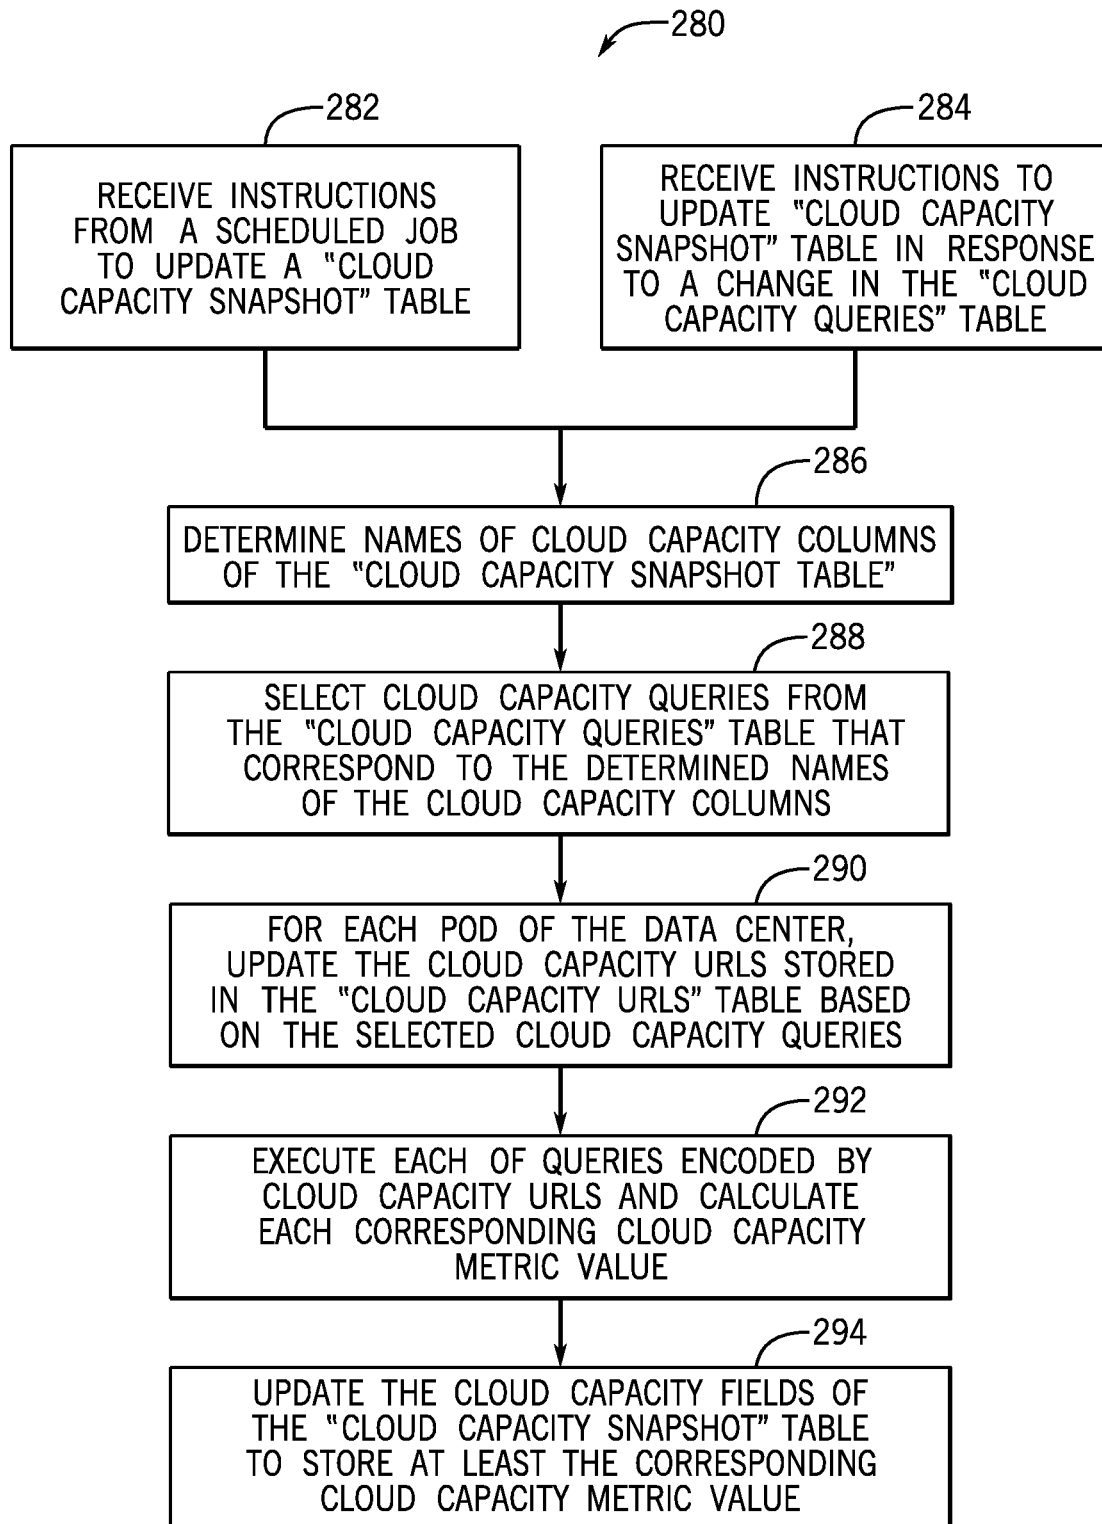 280
282
RECEIVE INSTRUCTIONS
FROM A SCHEDULED JOB
TO UPDATE A "CLOUD
CAPACITY SNAPSHOT" TABLE
284
RECEIVE INSTRUCTIONS TO
UPDATE "CLOUD CAPACITY
SNAPSHOT" TABLE IN RESPONSE
TO A CHANGE IN THE "CLOUD
CAPACITY QUERIES" TABLE
286
DETERMINE NAMES OF CLOUD CAPACITY COLUMNS
OF THE "CLOUD CAPACITY SNAPSHOT TABLE"
288
SELECT CLOUD CAPACITY QUERIES FROM
THE "CLOUD CAPACITY QUERIES" TABLE THAT
CORRESPOND TO THE DETERMINED NAMES
OF THE CLOUD CAPACITY COLUMNS
290
FOR EACH POD OF THE DATA CENTER,
UPDATE THE CLOUD CAPACITY URLS STORED
IN THE "CLOUD CAPACITY URLS" TABLE BASED
ON THE SELECTED CLOUD CAPACITY QUERIES
292
EXECUTE EACH OF QUERIES ENCODED BY
CLOUD CAPACITY URLS AND CALCULATE
EACH CORRESPONDING CLOUD CAPACITY
METRIC VALUE
294
UPDATE THE CLOUD CAPACITY FIELDS OF
THE "CLOUD CAPACITY SNAPSHOT" TABLE
TO STORE AT LEAST THE CORRESPONDING
CLOUD CAPACITY METRIC VALUE